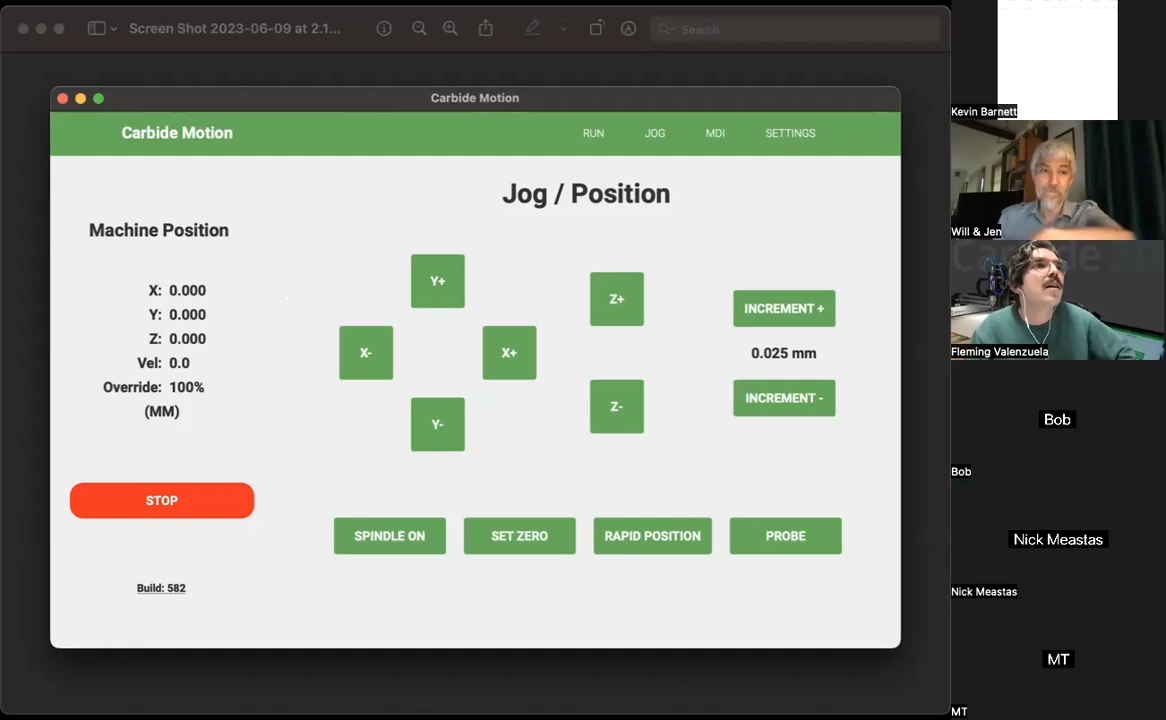 Screen Shot 2023-06-09 at 2.1...
Search
Carbide Motion
Carbide Motion
RUN
JOG
MDI
SETTINGS
Jog / Position
Machine Position
X: 0.000
Y: 0.000
Z: 0.000
Vel: 0.0
Override: 100%
(MM)
STOP
Build: 582
Y+
X-
X+
Y-
Z+
Z-
INCREMENT +
0.025 mm
INCREMENT -
SPINDLE ON
SET ZERO
RAPID POSITION
PROBE
Kevin Barnett
Will & Jen
Carbide 3D
Fleming Valenzuela
Bob
Bob
Nick Meastas
Nick Meastas
MT
MT